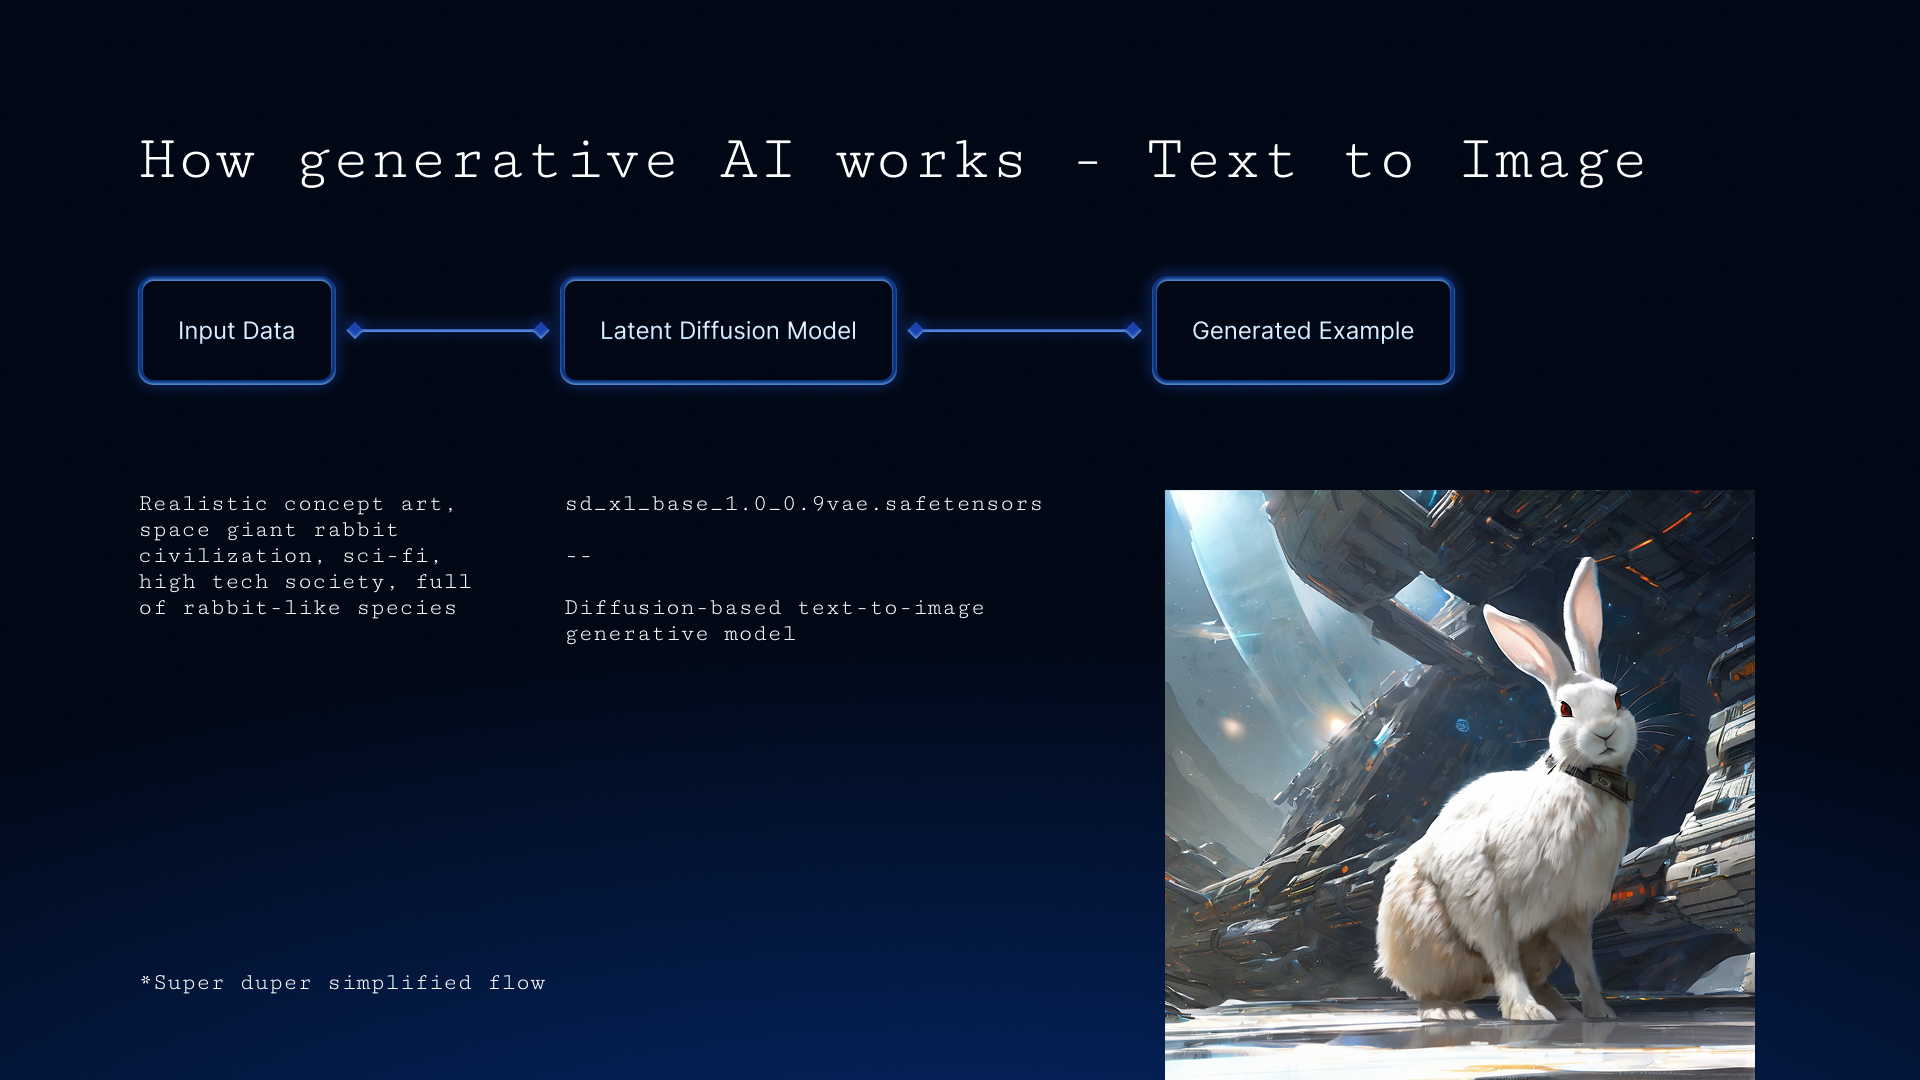 How generative AI works - Text to Image
Input Data
Latent Diffusion Model
Generated Example
Realistic concept art,
space giant rabbit
civilization, sci-fi,
high tech society, full
of rabbit-like species
sd_xl_base_1.0_0.9vae.safetensors
--
Diffusion-based text-to-image
generative model
*Super duper simplified flow